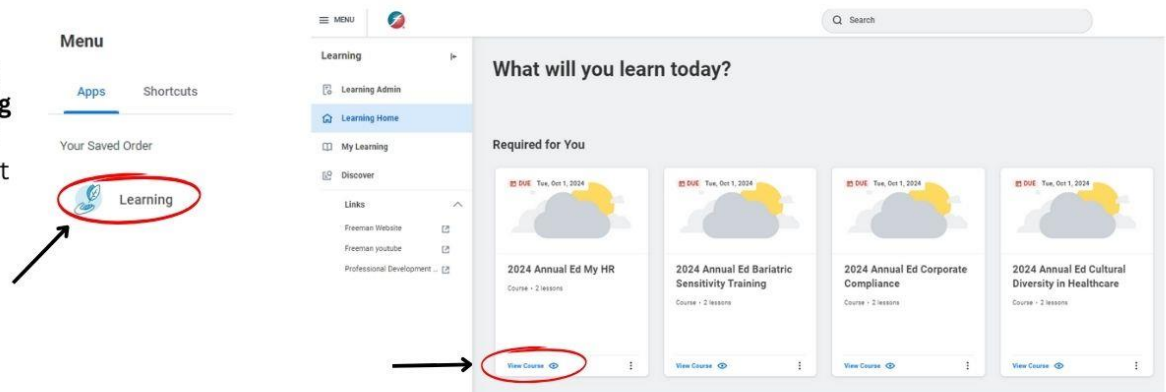 Menu
Apps Shortcuts
g
Your Saved Order
t
Learning
MENU
Search
Learning
Learning Admin
Learning Home
My Learning
Discover
Links
Freeman Website
Freeman youtube
Professional Development ...
What will you learn today?
Required for You
DUE Tue, Oct 1, 2024
2024 Annual Ed My HR
Course • 2 lessons
View Course
DUE Tue, Oct 1, 2024
2024 Annual Ed Bariatric
Sensitivity Training
Course • 2 lessons
View Course
DUE Tue, Oct 1, 2024
2024 Annual Ed Corporate
Compliance
Course • 2 lessons
View Course
DUE Tue, Oct 1, 2024
2024 Annual Ed Cultural
Diversity in Healthcare
Course • 2 lessons
View Course